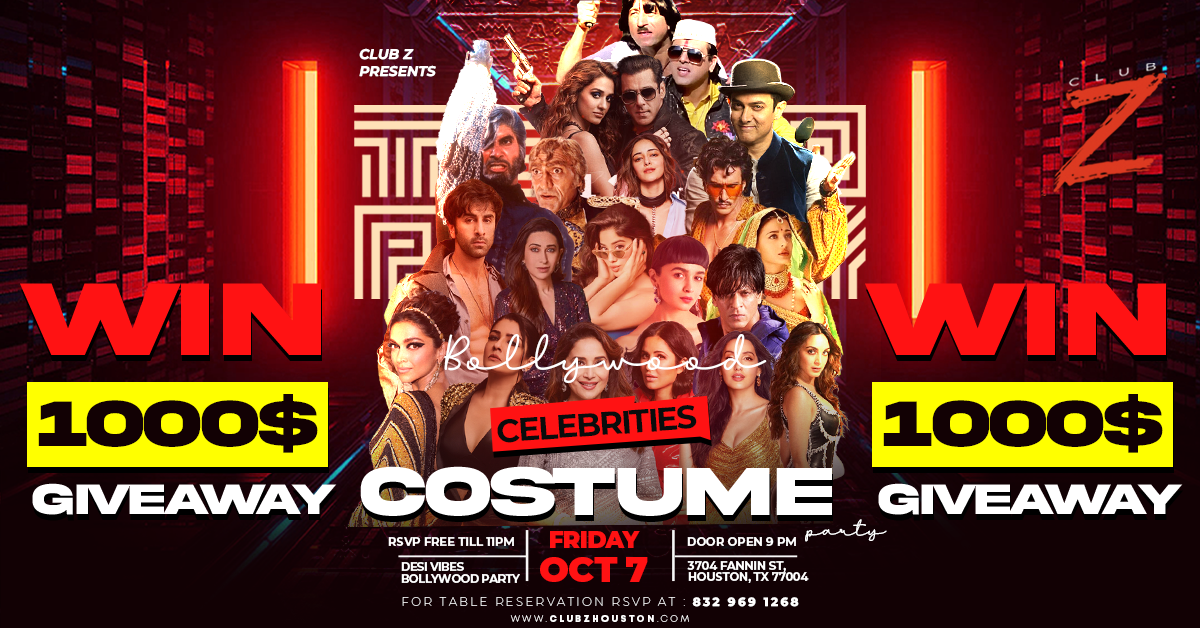 CLUB Z
PRESENTS
CLUB
Z
WIN
1000$
GIVEAWAY
WIN
1000$
GIVEAWAY
Bollywood
CELEBRITIES
COSTUME
party
RSVP FREE TILL 11PM
DESI VIBES
BOLLYWOOD PARTY
FRIDAY
OCT 7
DOOR OPEN 9 PM
3704 FANNIN ST,
HOUSTON, TX 77004
FOR TABLE RESERVATION RSVP AT : 832 969 1268
WWW.CLUBZHOUSTON.COM